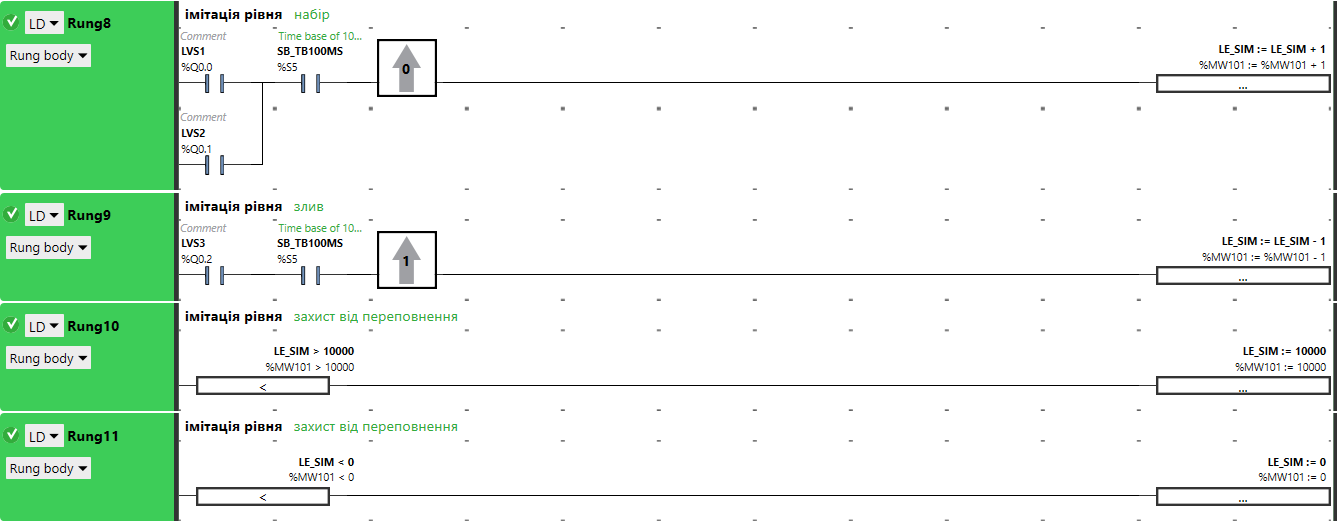 LD Rung8
Rung body
імітація рівня набір
Comment Time base of 10...
LVS1 SB_TB100MS
%Q0.0 %S5
0
LE_SIM := LE_SIM + 1
%MW101 := %MW101 + 1
...
Comment
LVS2
%Q0.1
LD Rung9
Rung body
імітація рівня злив
Comment Time base of 10...
LVS3 SB_TB100MS
%Q0.2 %S5
1
LE_SIM := LE_SIM - 1
%MW101 := %MW101 - 1
...
LD Rung10
Rung body
імітація рівня захист від переповнення
LE_SIM > 10000
%MW101 > 10000
<
LE_SIM := 10000
%MW101 := 10000
...
LD Rung11
Rung body
імітація рівня захист від переповнення
LE_SIM < 0
%MW101 < 0
<
LE_SIM := 0
%MW101 := 0
...